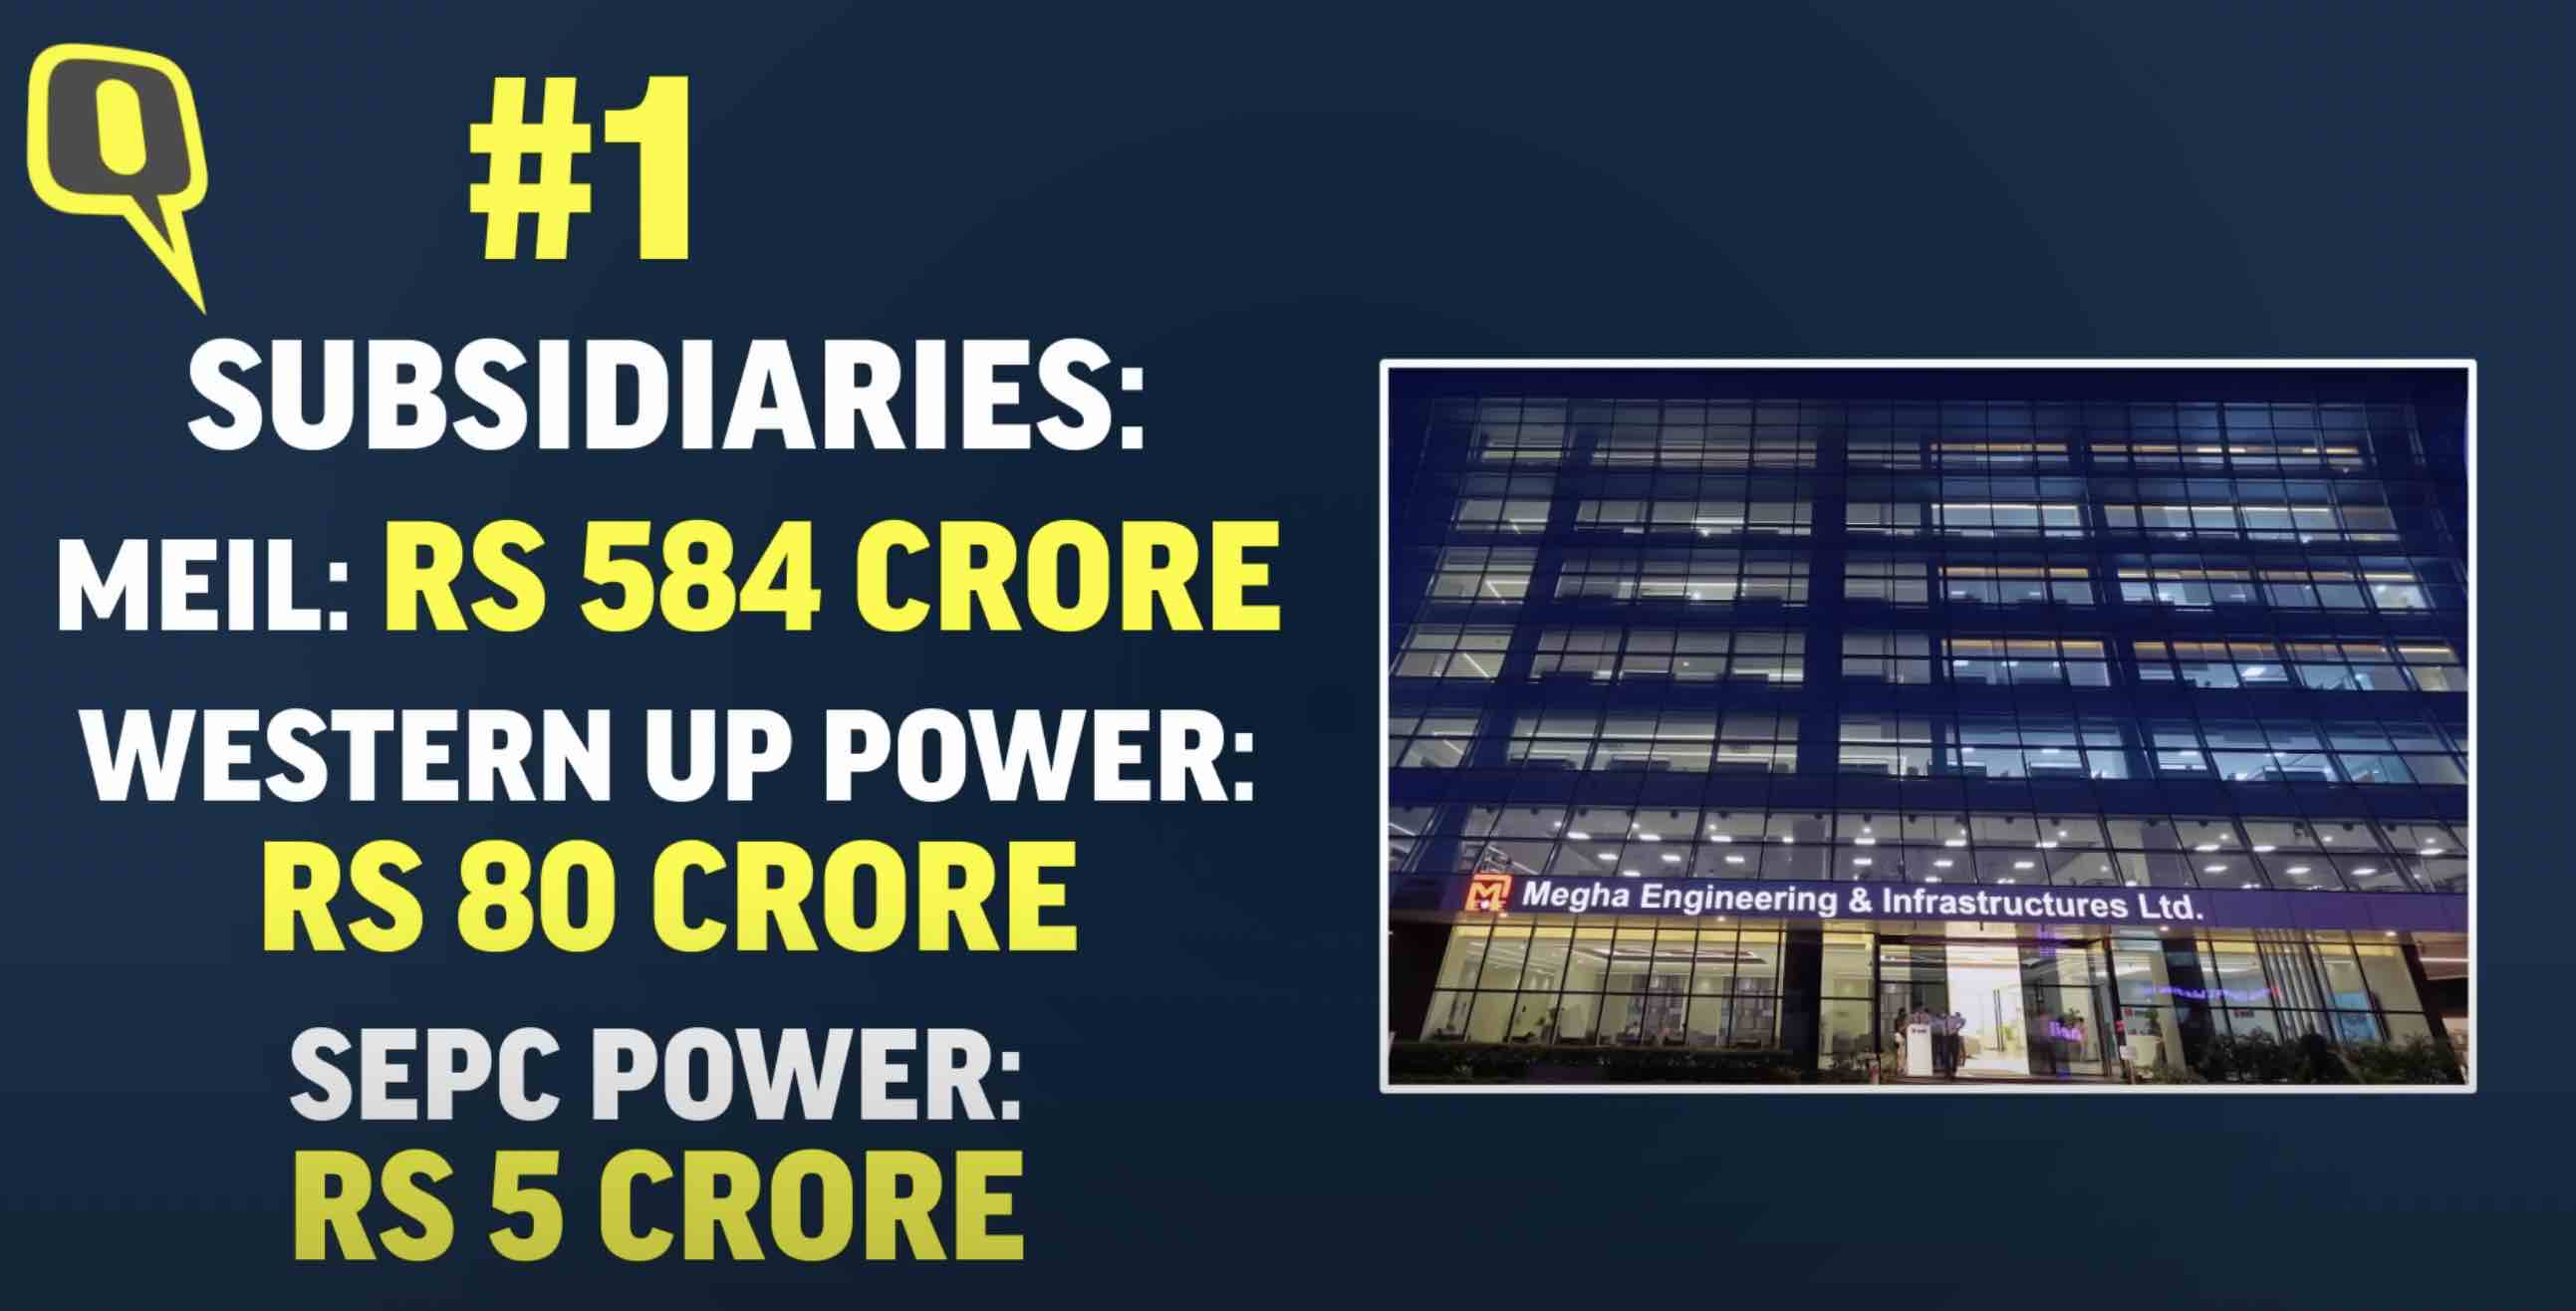 #1
SUBSIDIARIES:
MEIL: RS 584 CRORE
WESTERN UP POWER:
RS 80 CRORE
SEPC POWER:
RS 5 CRORE
Megha Engineering & Infrastructures Ltd.